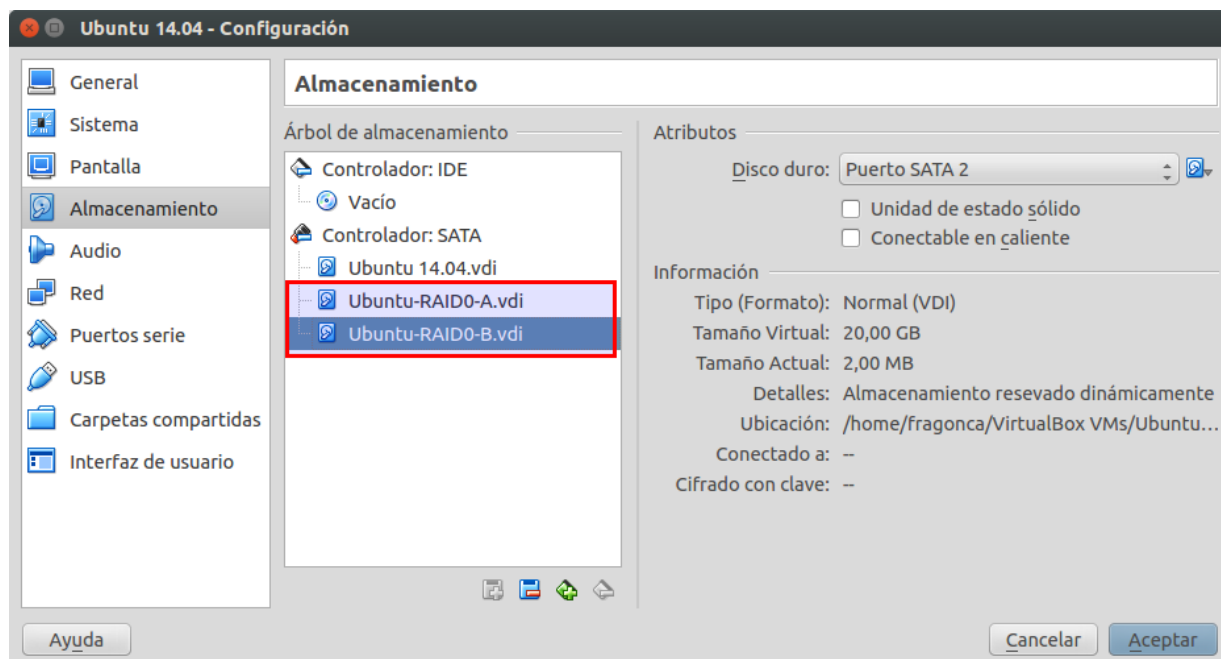 Ubuntu 14.04 - Configuración
General
Sistema
Pantalla
Almacenamiento
Audio
Red
Puertos serie
USB
Carpetas compartidas
Interfaz de usuario
Almacenamiento
Árbol de almacenamiento
Controlador: IDE
Vacío
Controlador: SATA
Ubuntu 14.04.vdi
Ubuntu-RAID0-A.vdi
Ubuntu-RAID0-B.vdi
Atributos
Disco duro: Puerto SATA 2
Unidad de estado sólido
Conectable en caliente
Información
Tipo (Formato): Normal (VDI)
Tamaño Virtual: 20,00 GB
Tamaño Actual: 2,00 MB
Detalles: Almacenamiento resevado dinámicamente
Ubicación: /home/fragonca/VirtualBox VMs/Ubuntu...
Conectado a: --
Cifrado con clave: --
Ayuda
Cancelar
Aceptar